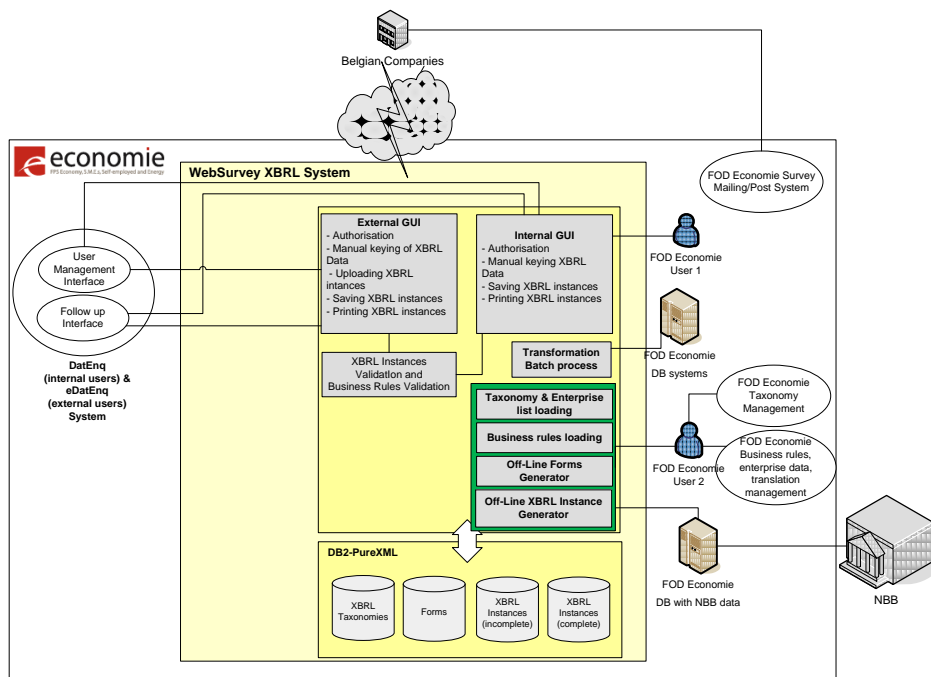 Belgian Companies
economie
FPS Economy, S.M.E.s, Self-employed and Energy
WebSurvey XBRL System
FOD Economie Survey
Mailing/Post System
External GUI
- Authorisation
- Manual keying of XBRL
Data
- Uploading XBRL
intances
- Saving XBRL instances
- Printing XBRL instances
Internal GUI
- Authorisation
- Manual keying XBRL
Data
- Saving XBRL instances
- Printing XBRL instances
FOD Economie
User 1
User
Management
Interface
Follow up
Interface
DatEnq
(internal users) &
eDatEnq
(external users)
System
XBRL Instances
Validation and
Business Rules Validation
Transformation
Batch process
FOD Economie
DB systems
Taxonomy & Enterprise
list loading
Business rules loading
Off-Line Forms
Generator
Off-Line XBRL Instance
Generator
FOD Economie
Taxonomy
Management
FOD Economie
User 2
FOD Economie
Business rules,
enterprise data,
translation
management
DB2-PureXML
XBRL
Taxonomies
Forms
XBRL
Instances
(incomplete)
XBRL
Instances
(complete)
FOD Economie
DB with NBB data
NBB